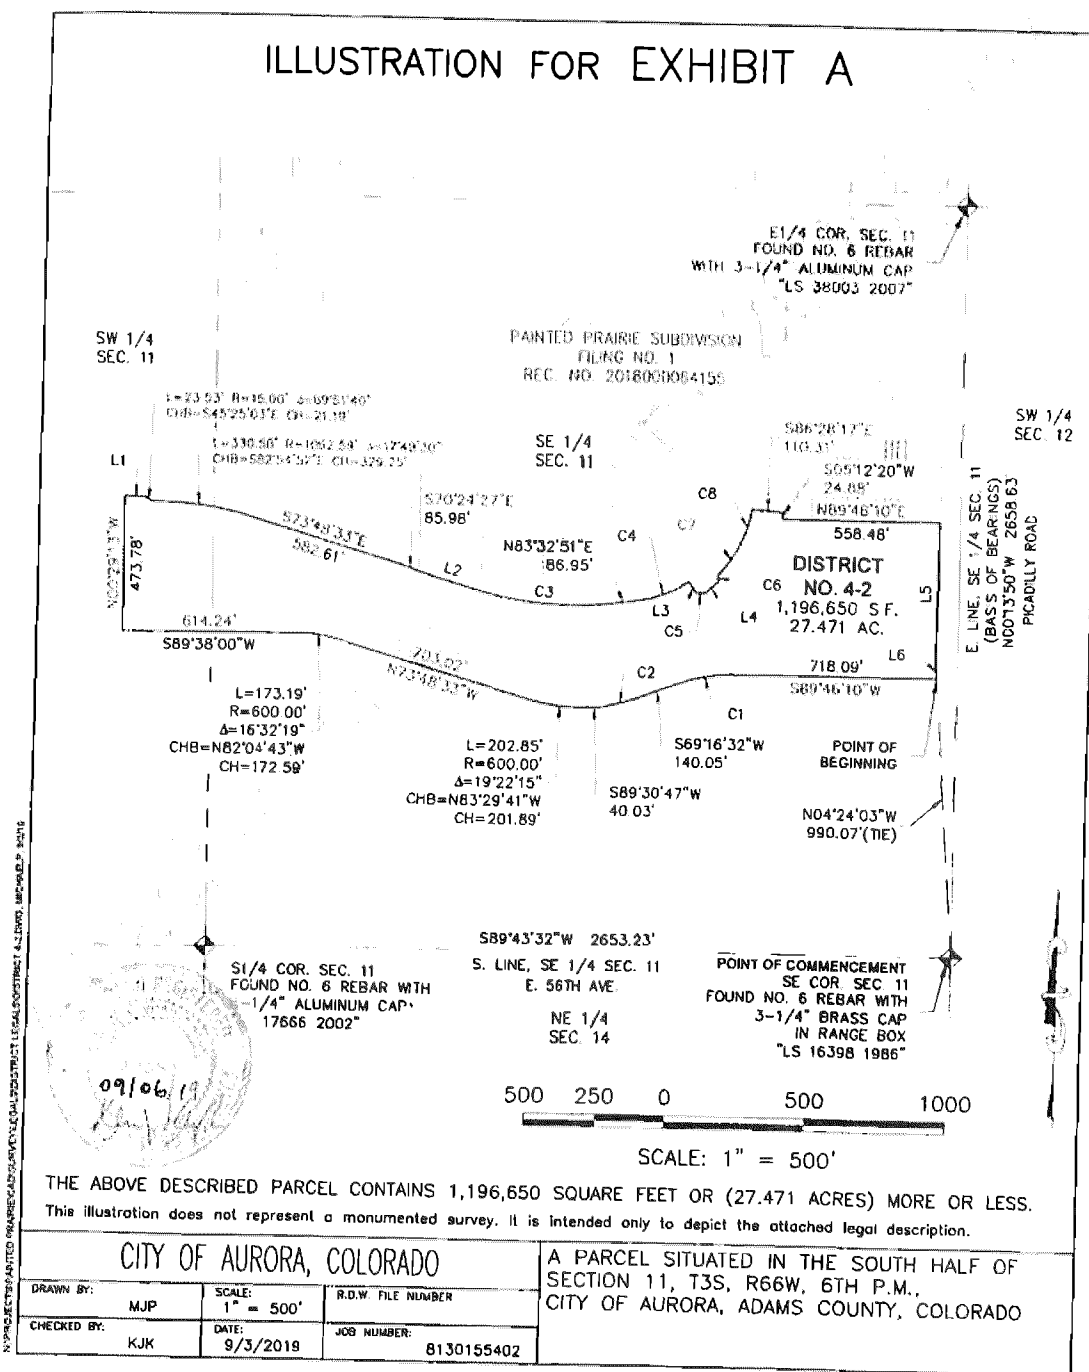 ILLUSTRATION FOR EXHIBIT A
E1/4 COR. SEC. 11
FOUND NO. 6 REBAR
WITH 3-1/4" ALUMINUM CAP
"LS 38003 2007"
SW 1/4
SEC. 11
PAINTED PRAIRIE SUBDIVISION
FILING NO. 1
REC. NO. 2018000064155
L=23.53' R=15.00'
CH=21.19'
SE 1/4
SEC. 11
SW 1/4
SEC. 12
S86°28'17"E
110.31'
S05°12'20"W
24.88'
N89°46'10"E
558.48'
L1
C8
C7
C4
S70°24'27"E
85.98'
S73°48'33"E
582.61'
L2
N83°32'51"E
86.95'
C3
L3
C5
L4
C6
DISTRICT
NO. 4-2
1,196,650 S.F.
27.471 AC.
L5
L6
E. LINE, SE 1/4 SEC. 11
(BASIS OF BEARINGS)
N00°13'50"W 2658.63'
PICADILLY ROAD
473.78'
614.24'
S89°38'00"W
703.02'
N73°48'33"W
C2
C1
718.09'
S89°46'10"W
L=173.19'
R=600.00'
Δ=16°32'19"
CHB=N82°04'43"W
CH=172.59'
L=202.85'
R=600.00'
Δ=19°22'15"
CHB=N83°29'41"W
CH=201.89'
S69°16'32"W
140.05'
S89°30'47"W
40.03'
POINT OF
BEGINNING
N04°24'03"W
990.07'(TIE)
S89°43'32"W 2653.23'
S. LINE, SE 1/4 SEC. 11
E. 56TH AVE.
NE 1/4
SEC. 14
S1/4 COR. SEC. 11
FOUND NO. 6 REBAR WITH
-1/4" ALUMINUM CAP
17666 2002"
POINT OF COMMENCEMENT
SE COR. SEC. 11
FOUND NO. 6 REBAR WITH
3-1/4" BRASS CAP
IN RANGE BOX
"LS 16398 1986"
09/06/19
500 250 0 500 1000
SCALE: 1" = 500'
THE ABOVE DESCRIBED PARCEL CONTAINS 1,196,650 SQUARE FEET OR (27.471 ACRES) MORE OR LESS.
This illustration does not represent a monumented survey. It is intended only to depict the attached legal description.
CITY OF AURORA, COLORADO
DRAWN BY:
MJP
SCALE:
1" = 500'
R.O.W. FILE NUMBER
CHECKED BY:
KJK
DATE:
9/3/2019
JOB NUMBER:
8130155402
A PARCEL SITUATED IN THE SOUTH HALF OF
SECTION 11, T3S, R66W, 6TH P.M.,
CITY OF AURORA, ADAMS COUNTY, COLORADO